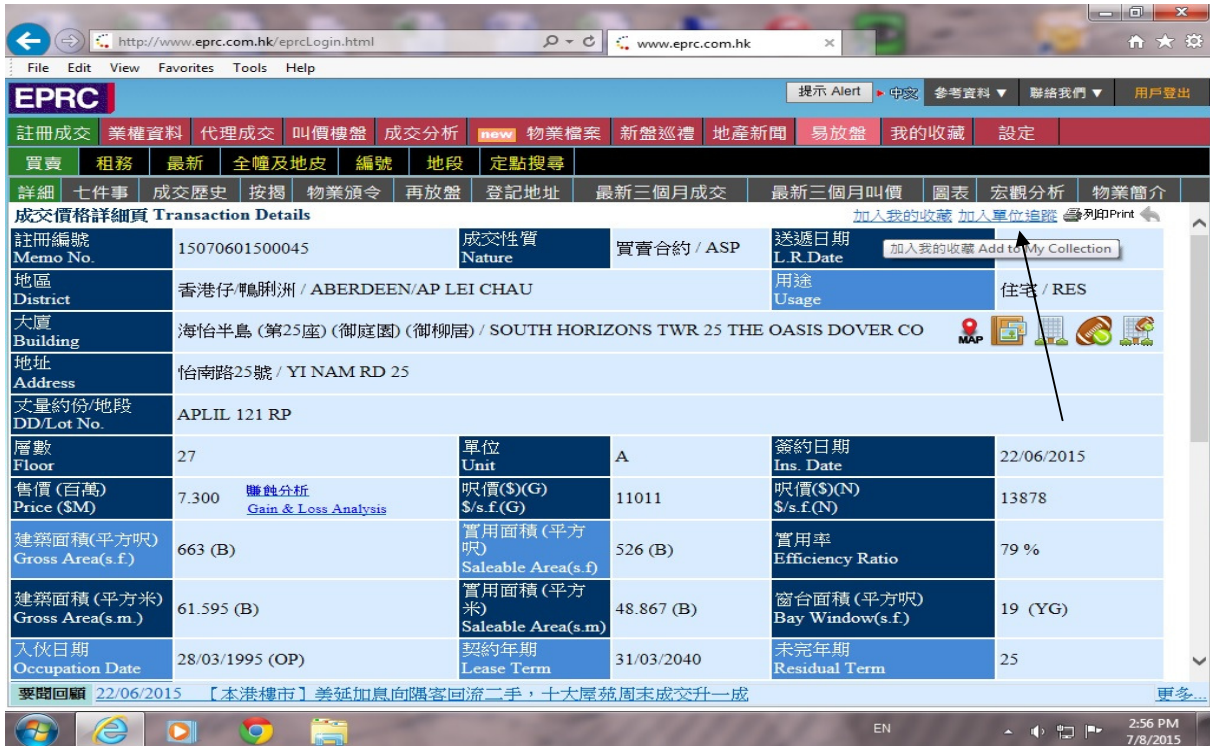 http://www.eprc.com.hk/eprcLogin.html
www.eprc.com.hk
File Edit View Favorites Tools Help
EPRC
提示 Alert 中文 參考資料 ▼ 聯絡我們 ▼ 用戶登出
註冊成交 業權資料 代理成交 叫價樓盤 成交分析 new 物業檔案 新盤巡禮 地產新聞 易放盤 我的收藏 設定
買賣 租務 最新 全幢及地皮 編號 地段 定點搜尋
詳細 七件事 成交歷史 按揭 物業頒令 再放盤 登記地址 最新三個月成交 最新三個月叫價 圖表 宏觀分析 物業簡介
成交價格詳細頁 Transaction Details
加入我的收藏 加入單位追蹤 列印Print
註冊編號
Memo No.
15070601500045
成交性質
Nature
買賣合約 / ASP
送遞日期
L.R.Date
加入我的收藏 Add to My Collection
地區
District
香港仔/鴨脷洲 / ABERDEEN/AP LEI CHAU
用途
Usage
住宅 / RES
大廈
Building
海怡半島 (第25座) (御庭園) (御柳居) / SOUTH HORIZONS TWR 25 THE OASIS DOVER CO
MAP
地址
Address
怡南路25號 / YI NAM RD 25
丈量約份/地段
DD/Lot No.
APLIL 121 RP
層數
Floor
27
單位
Unit
A
簽約日期
Ins. Date
22/06/2015
售價 (百萬)
Price ($M)
7.300
賺蝕分析
Gain & Loss Analysis
呎價($)(G)
$/s.f.(G)
11011
呎價($)(N)
$/s.f.(N)
13878
建築面積(平方呎)
Gross Area(s.f.)
663 (B)
實用面積 (平方
呎)
Saleable Area(s.f)
526 (B)
實用率
Efficiency Ratio
79 %
建築面積 (平方米)
Gross Area(s.m.)
61.595 (B)
實用面積 (平方
米)
Saleable Area(s.m)
48.867 (B)
窗台面積 (平方呎)
Bay Window(s.f.)
19 (YG)
入伙日期
Occupation Date
28/03/1995 (OP)
契約年期
Lease Term
31/03/2040
未完年期
Residual Term
25
要聞回顧 22/06/2015 【本港樓市】美延加息向隅客回流二手，十大屋苑周末成交升一成 更多...
EN
2:56 PM
7/8/2015